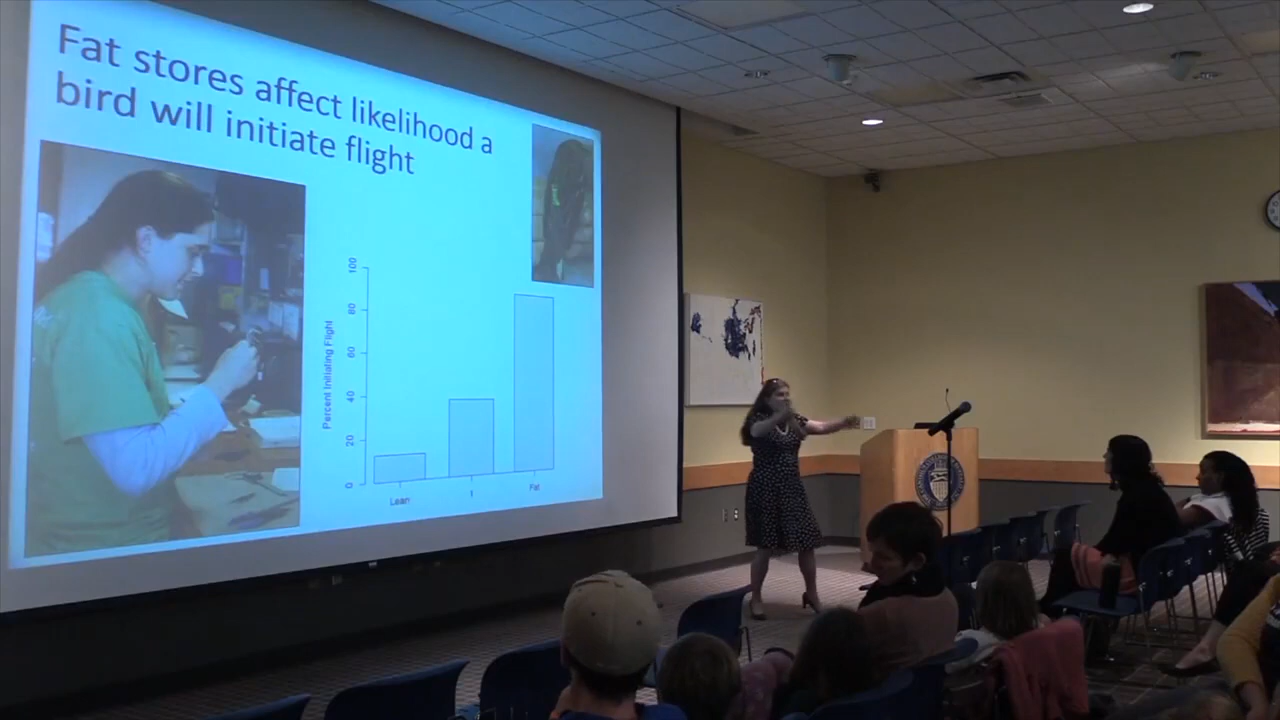 Fat stores affect likelihood a
bird will initiate flight
Percent Initiating Flight
100
80
60
40
20
0
Lean
I
Fat